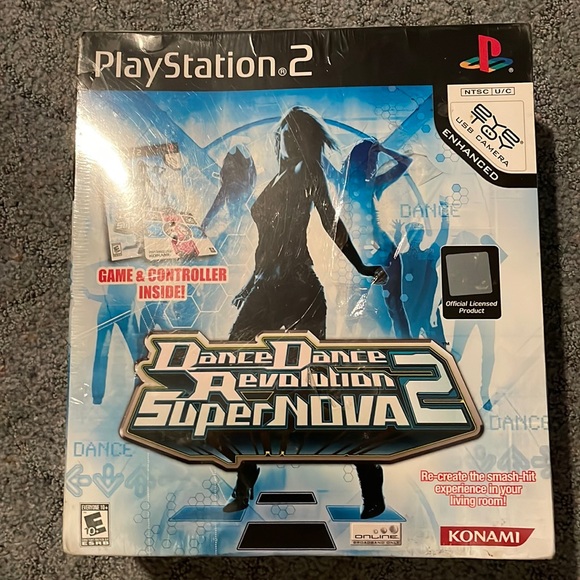 PlayStation®2
NTSC U/C
EYE
TOY
USB CAMERA
ENHANCED
DANCE
GAME & CONTROLLER
INSIDE!
Official Licensed
Product
DanceDance
Revolution
SuperNOVA2
DANCE
DANCE
Re-create the smash-hit
experience in your
living room!
EVERYONE 10+
E
10+
ESRB
ONLINE
KONAMI